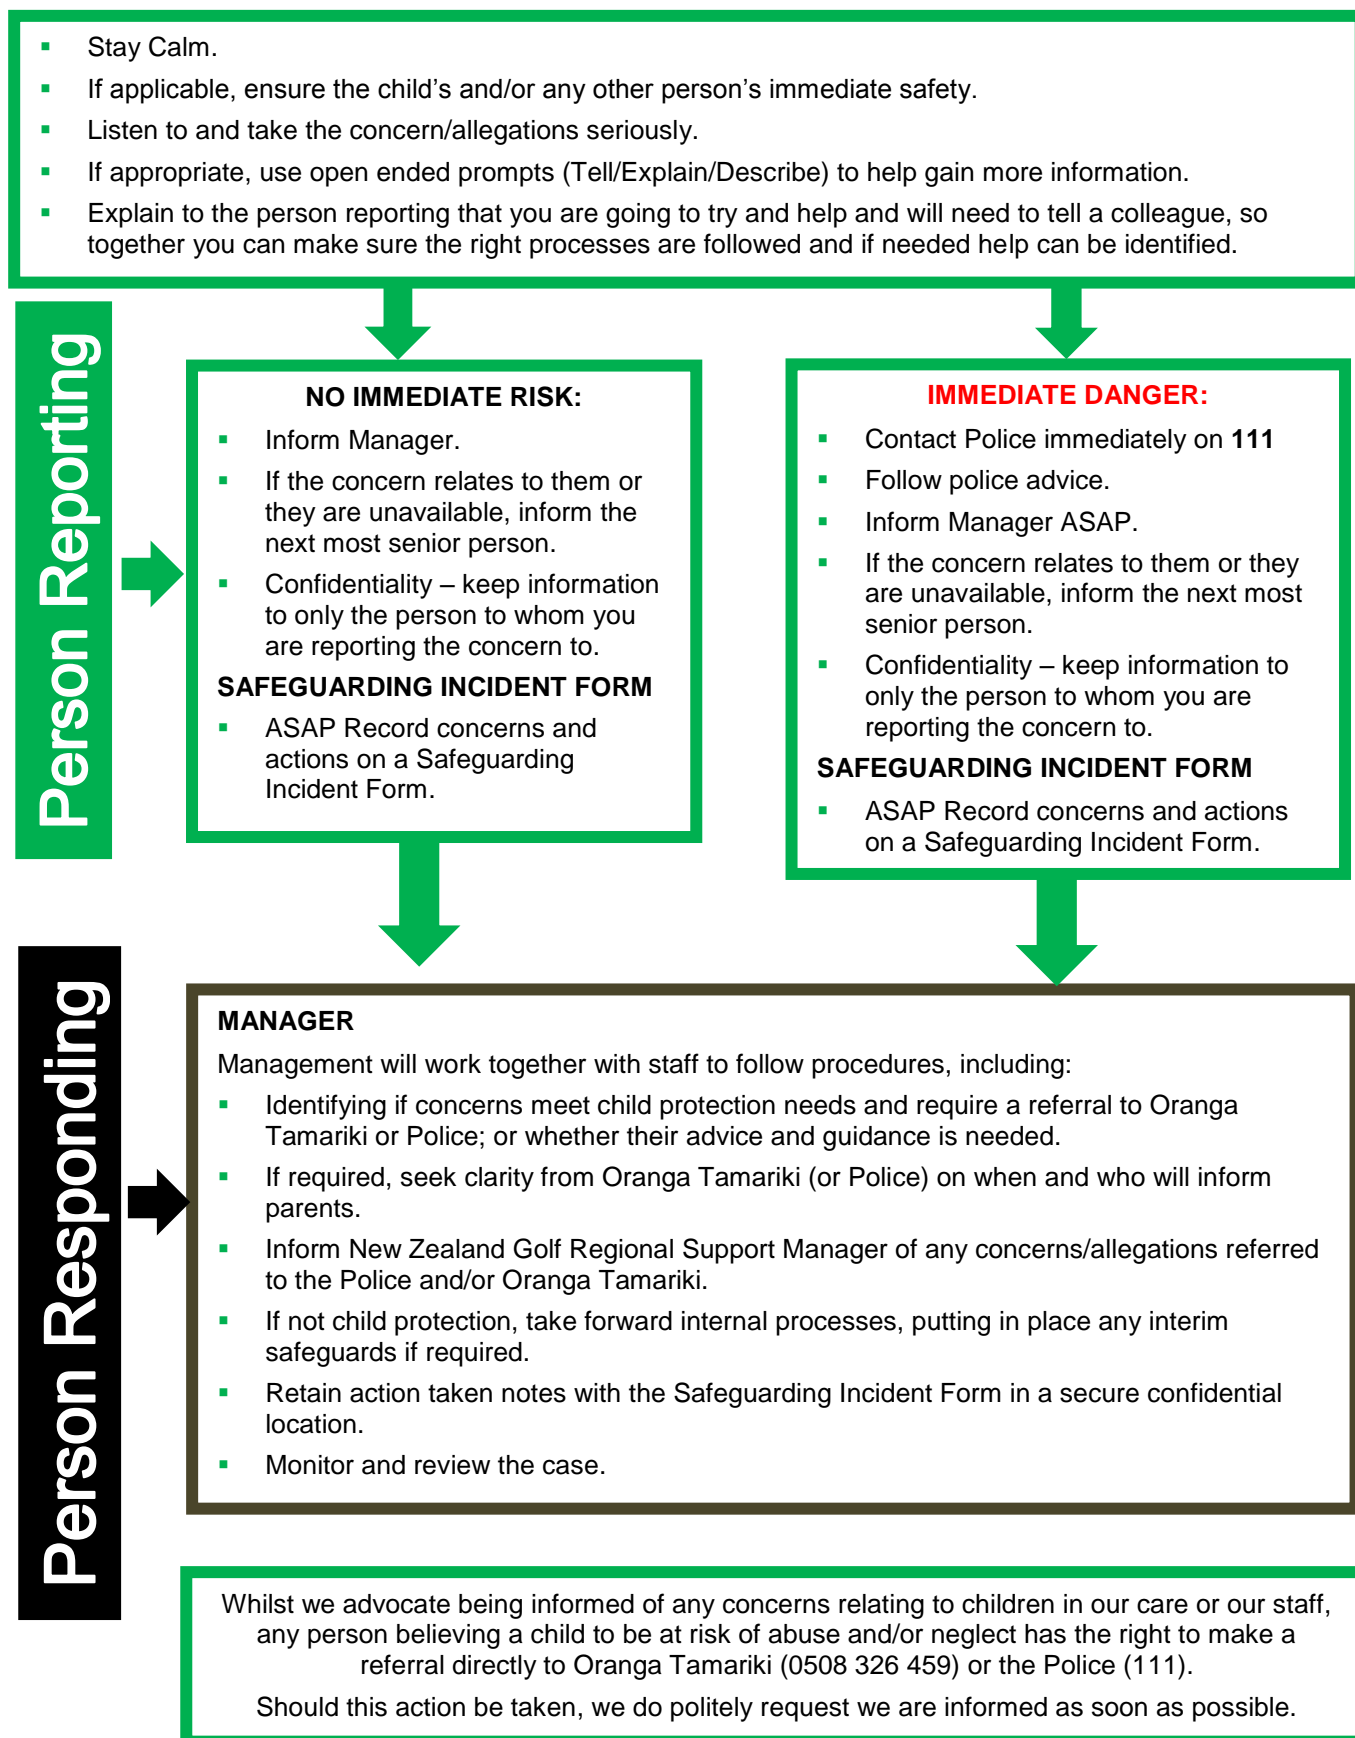 ▪ Stay Calm.
▪ If applicable, ensure the child's and/or any other person's immediate safety.
▪ Listen to and take the concern/allegations seriously.
▪ If appropriate, use open ended prompts (Tell/Explain/Describe) to help gain more information.
▪ Explain to the person reporting that you are going to try and help and will need to tell a colleague, so
together you can make sure the right processes are followed and if needed help can be identified.
Person Reporting
NO IMMEDIATE RISK:
▪ Inform Manager.
▪ If the concern relates to them or
they are unavailable, inform the
next most senior person.
▪ Confidentiality – keep information
to only the person to whom you
are reporting the concern to.
SAFEGUARDING INCIDENT FORM
▪ ASAP Record concerns and
actions on a Safeguarding
Incident Form.
IMMEDIATE DANGER:
▪ Contact Police immediately on 111
▪ Follow police advice.
▪ Inform Manager ASAP.
▪ If the concern relates to them or they
are unavailable, inform the next most
senior person.
▪ Confidentiality – keep information to
only the person to whom you are
reporting the concern to.
SAFEGUARDING INCIDENT FORM
▪ ASAP Record concerns and actions
on a Safeguarding Incident Form.
Person Responding
MANAGER
Management will work together with staff to follow procedures, including:
▪ Identifying if concerns meet child protection needs and require a referral to Oranga
Tamariki or Police; or whether their advice and guidance is needed.
▪ If required, seek clarity from Oranga Tamariki (or Police) on when and who will inform
parents.
▪ Inform New Zealand Golf Regional Support Manager of any concerns/allegations referred
to the Police and/or Oranga Tamariki.
▪ If not child protection, take forward internal processes, putting in place any interim
safeguards if required.
▪ Retain action taken notes with the Safeguarding Incident Form in a secure confidential
location.
▪ Monitor and review the case.
Whilst we advocate being informed of any concerns relating to children in our care or our staff,
any person believing a child to be at risk of abuse and/or neglect has the right to make a
referral directly to Oranga Tamariki (0508 326 459) or the Police (111).
Should this action be taken, we do politely request we are informed as soon as possible.